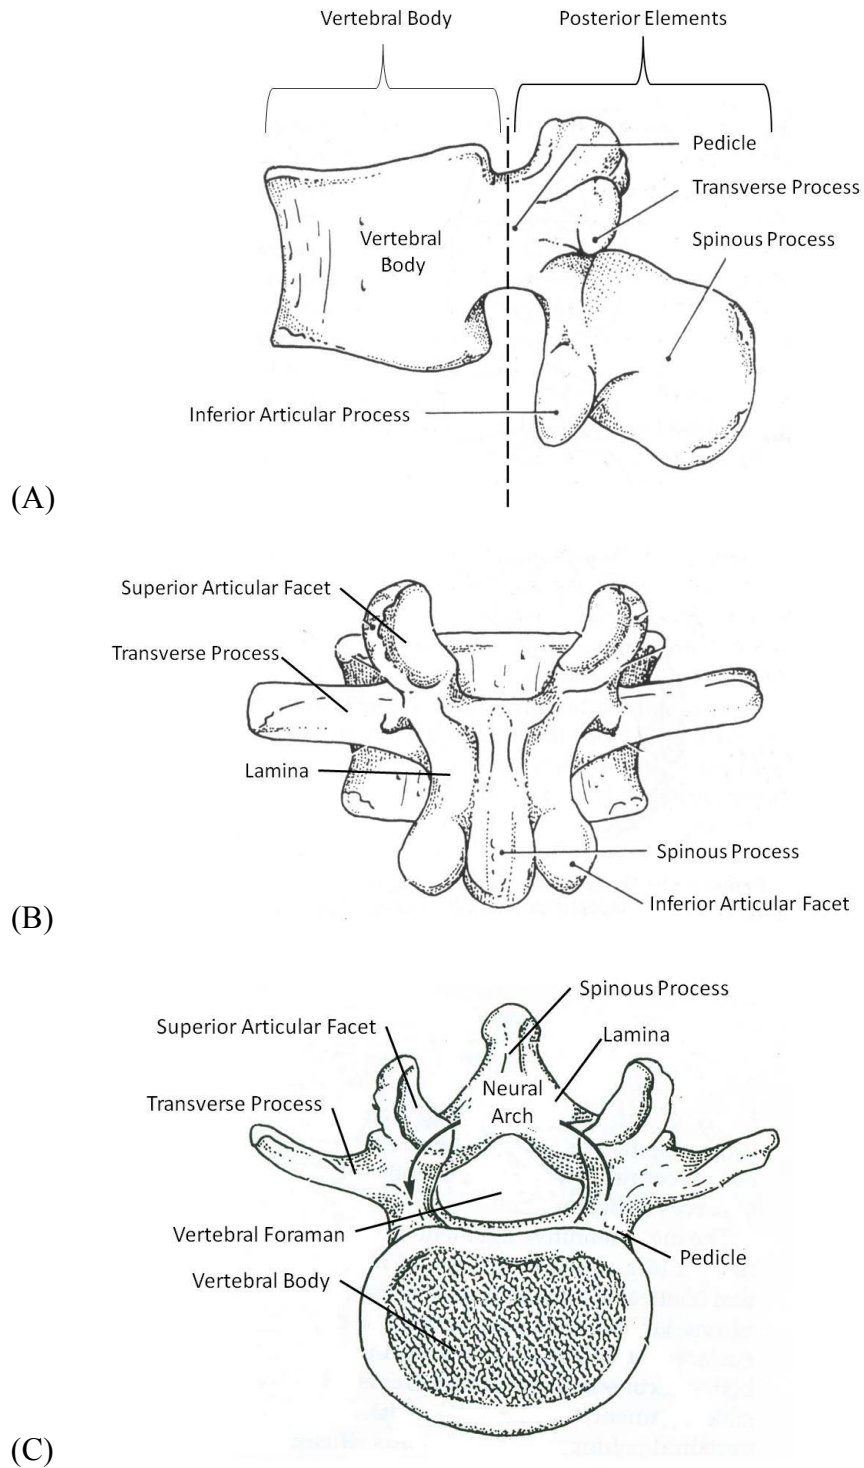 Vertebral Body
Posterior Elements
Pedicle
Transverse Process
Vertebral
Body
Spinous Process
Inferior Articular Process
(A)
Superior Articular Facet
Transverse Process
Lamina
Spinous Process
Inferior Articular Facet
(B)
Spinous Process
Superior Articular Facet
Lamina
Neural
Arch
Transverse Process
Vertebral Foraman
Pedicle
Vertebral Body
(C)